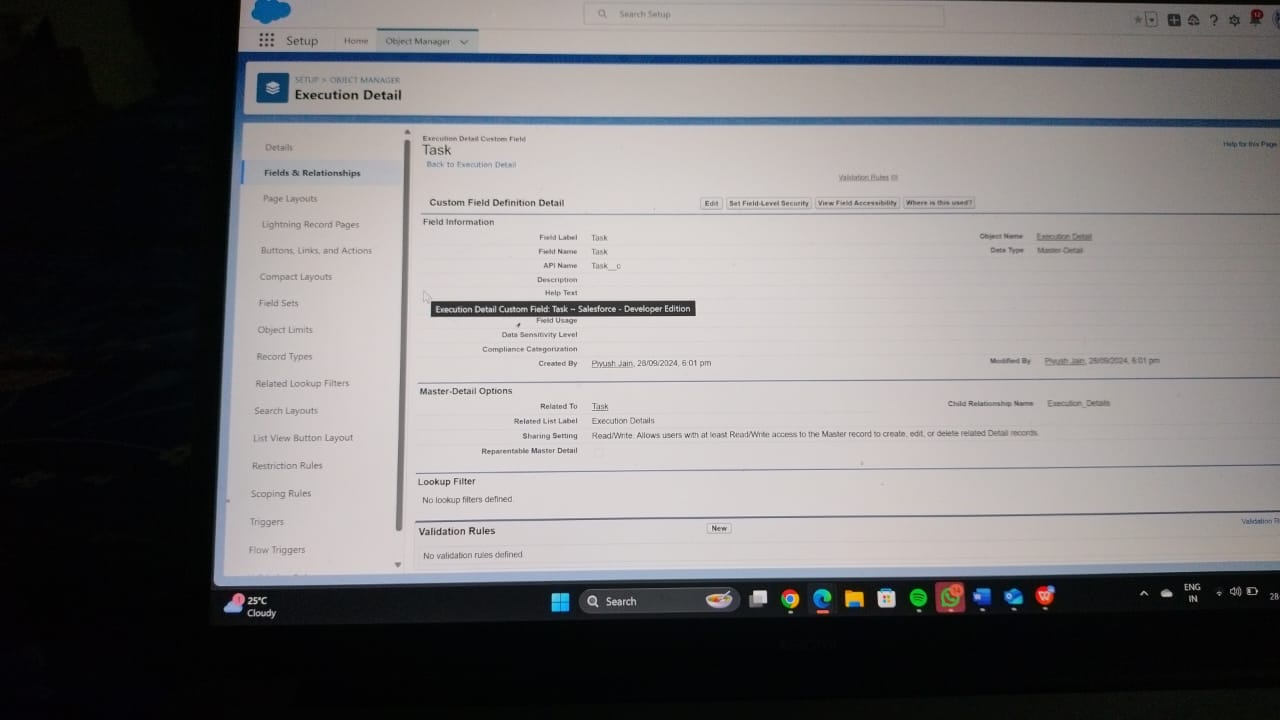 Search Setup
12
Setup
Home
Object Manager
SETUP > OBJECT MANAGER
Execution Detail
Details
Fields & Relationships
Page Layouts
Lightning Record Pages
Buttons, Links, and Actions
Compact Layouts
Field Sets
Object Limits
Record Types
Related Lookup Filters
Search Layouts
List View Button Layout
Restriction Rules
Scoping Rules
Triggers
Flow Triggers
Execution Detail Custom Field
Task
Back to Execution Detail
Help for this Page
Validation Rules [0]
Custom Field Definition Detail
Edit
Set Field-Level Security
View Field Accessibility
Where is this used?
Field Information
Field Label Task
Object Name Execution Detail
Field Name Task
Data Type Master-Detail
API Name Task__c
Description
Help Text
Execution Detail Custom Field: Task ~ Salesforce - Developer Edition
Field Usage
Data Sensitivity Level
Compliance Categorization
Created By Piyush Jain, 28/09/2024, 6:01 pm
Modified By Piyush Jain, 28/09/2024, 6:01 pm
Master-Detail Options
Related To Task
Child Relationship Name Execution_Details
Related List Label Execution Details
Sharing Setting Read/Write: Allows users with at least Read/Write access to the Master record to create, edit, or delete related Detail records.
Reparentable Master Detail
Lookup Filter
No lookup filters defined.
Validation Rules
New
Validation R
No validation rules defined.
25°C
Cloudy
Search
ENG
IN
28